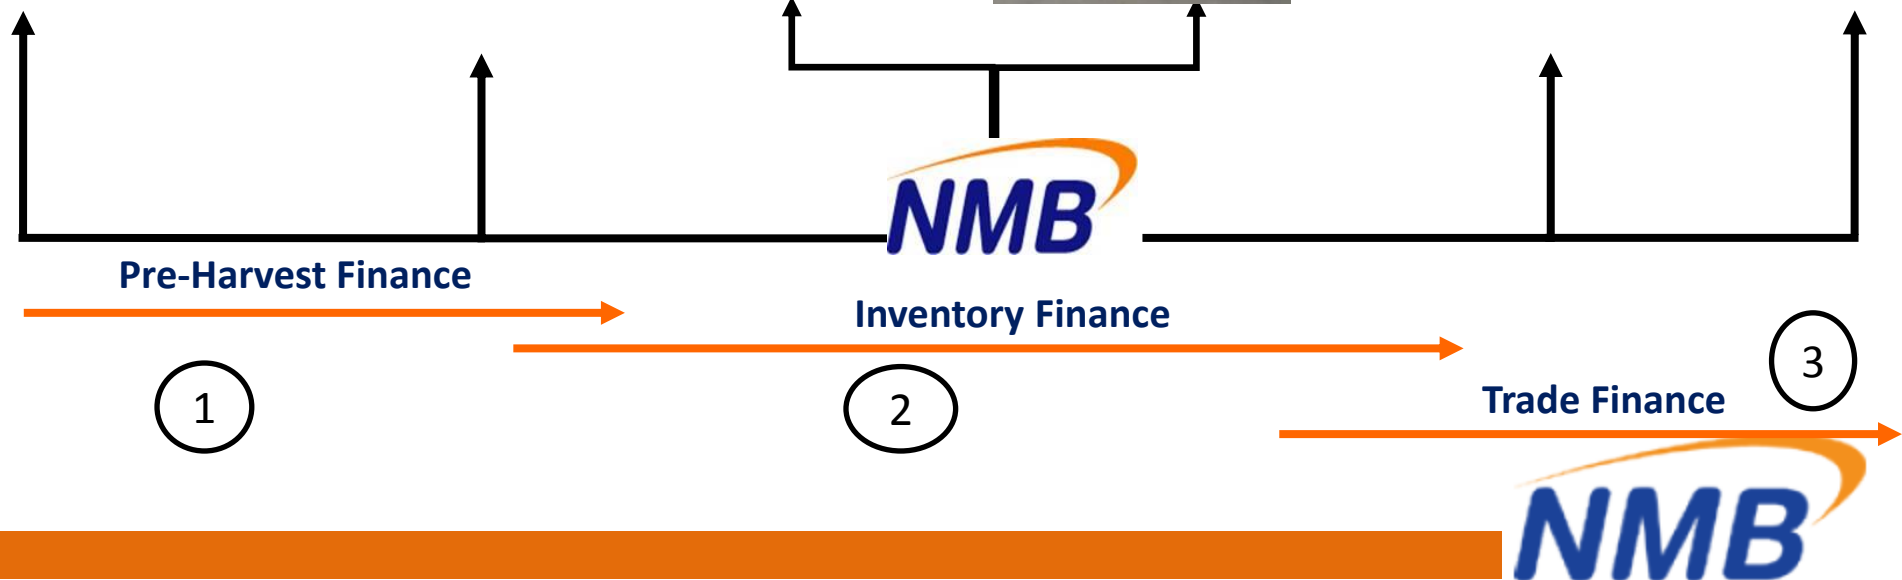 NMB
Pre-Harvest Finance
Inventory Finance
1
2
3
Trade Finance
NMB